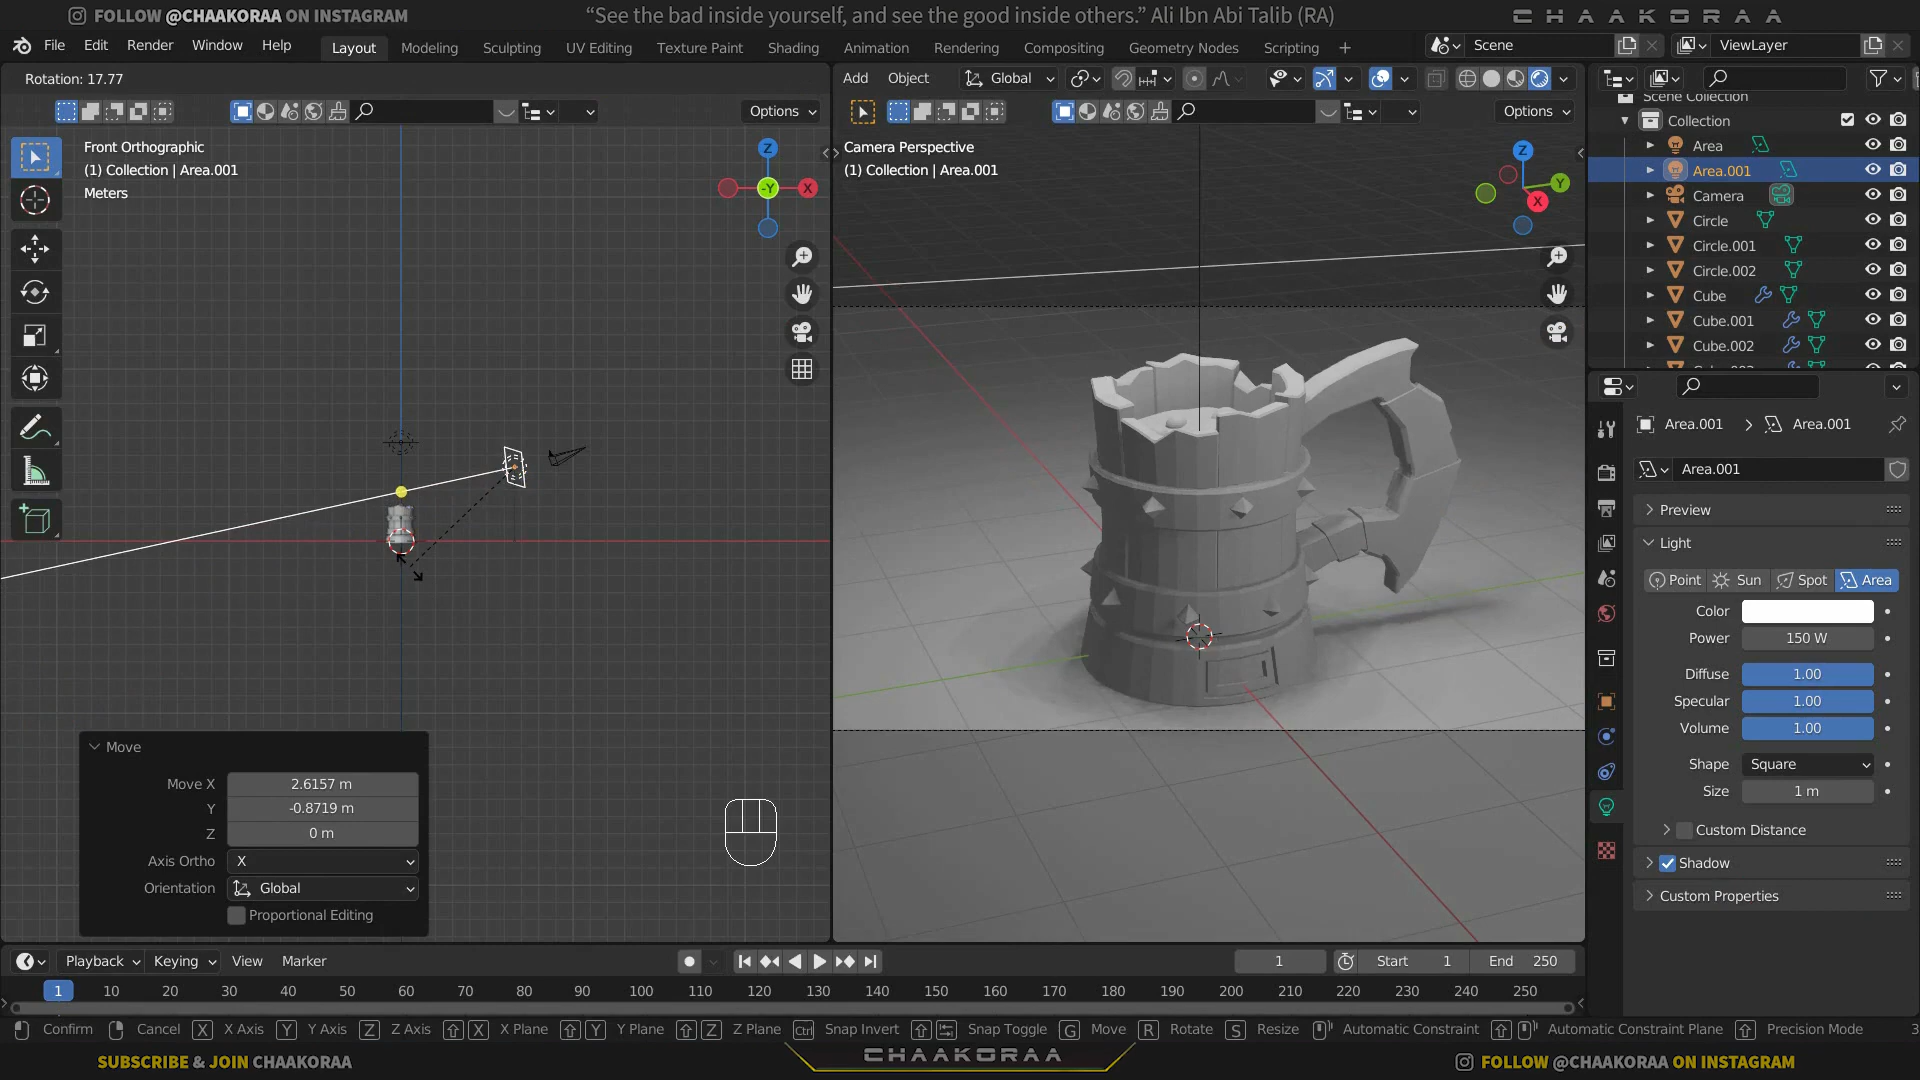 FOLLOW @CHAAKORAA ON INSTAGRAM
“See the bad inside yourself, and see the good inside others.” Ali Ibn Abi Talib (RA)
CHAAKORAA
File Edit Render Window Help
Layout Modeling Sculpting UV Editing Texture Paint Shading Animation Rendering Compositing Geometry Nodes Scripting +
Scene
ViewLayer
Rotation: 17.77
Options
Front Orthographic
(1) Collection | Area.001
Meters
Z
-Y
X
Move
Move X 2.6157 m
Y -0.8719 m
Z 0 m
Axis Ortho X
Orientation Global
Proportional Editing
Add Object Global
Options
Camera Perspective
(1) Collection | Area.001
Z
Y
X
Scene Collection
Collection
Area
Area.001
Camera
Circle
Circle.001
Circle.002
Cube
Cube.001
Cube.002
Area.001 > Area.001
Area.001
Preview
Light
Point Sun Spot Area
Color
Power 150 W
Diffuse 1.00
Specular 1.00
Volume 1.00
Shape Square
Size 1 m
Custom Distance
Shadow
Custom Properties
Playback Keying View Marker
1 Start 1 End 250
1 10 20 30 40 50 60 70 80 90 100 110 120 130 140 150 160 170 180 190 200 210 220 230 240 250
Confirm Cancel X X Axis Y Y Axis Z Z Axis X X Plane Y Y Plane Z Z Plane Ctrl Snap Invert Snap Toggle G Move R Rotate S Resize Automatic Constraint Automatic Constraint Plane Precision Mode
SUBSCRIBE & JOIN CHAAKORAA
CHAAKORAA
FOLLOW @CHAAKORAA ON INSTAGRAM